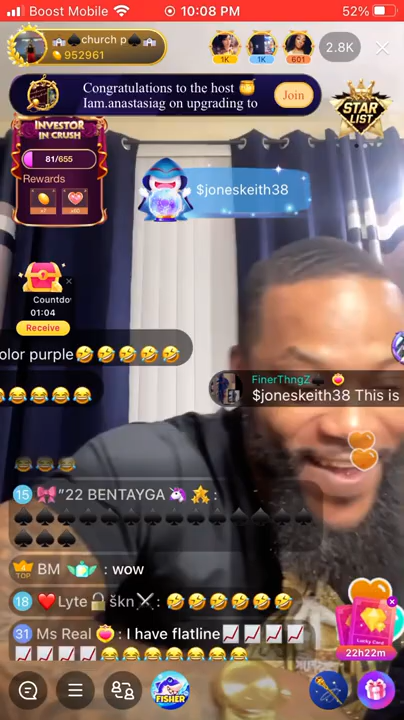 Boost Mobile
10:08 PM
52%
♠church p♠
952961
1K
1K
601
2.8K
Congratulations to the host
Iam.anastasiag on upgrading to
Join
STAR
LIST
INVESTOR
IN CRUSH
81/655
Rewards
$joneskeith38
Countdo
01:04
Receive
olor purple🤣🤣🤣🤣🤣
FinerThngZ
$joneskeith38 This is
😂😂😂😂😂
😂😂😂
15 🎀"22 BENTAYGA🦄🌟:
♠♠♠♠♠♠♠♠♠♠♠♠♠
♠♠♠
TOP BM : wow
18 ❤️Lyte🔓škn⚔️: 🤣🤣🤣🤣🤣🤣
31 Ms Real : I have flatline📈📈📈📈
📈📈📈📈😂😂😂😂😂😂😂
Lucky Card
22h22m
FISHER